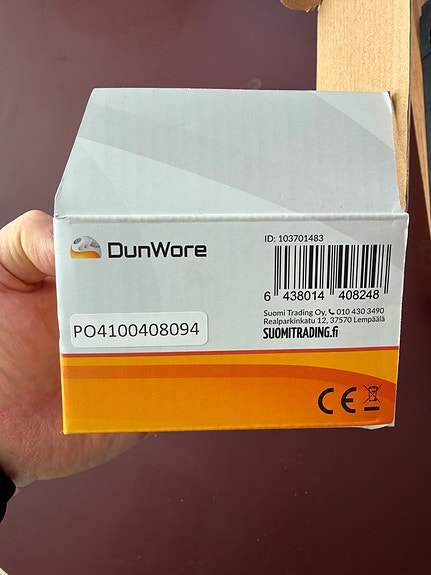 DunWore
ID: 103701483
6 438014 408248
Suomi Trading Oy, 010 430 3490
Realparkinkatu 12, 37570 Lempäälä
SUOMITRADING.fi
PO4100408094
CE